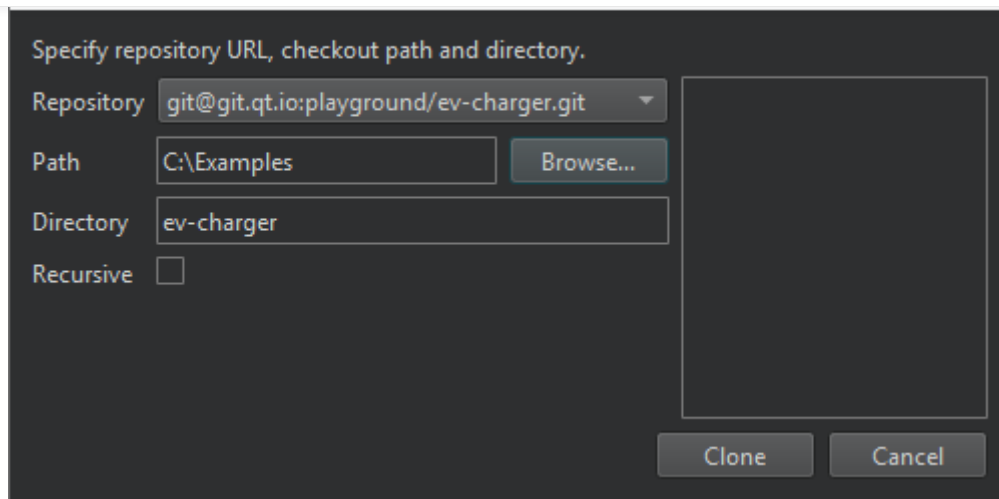 Specify repository URL, checkout path and directory.
Repository git@git.qt.io:playground/ev-charger.git
Path C:\Examples Browse...
Directory ev-charger
Recursive
Clone Cancel